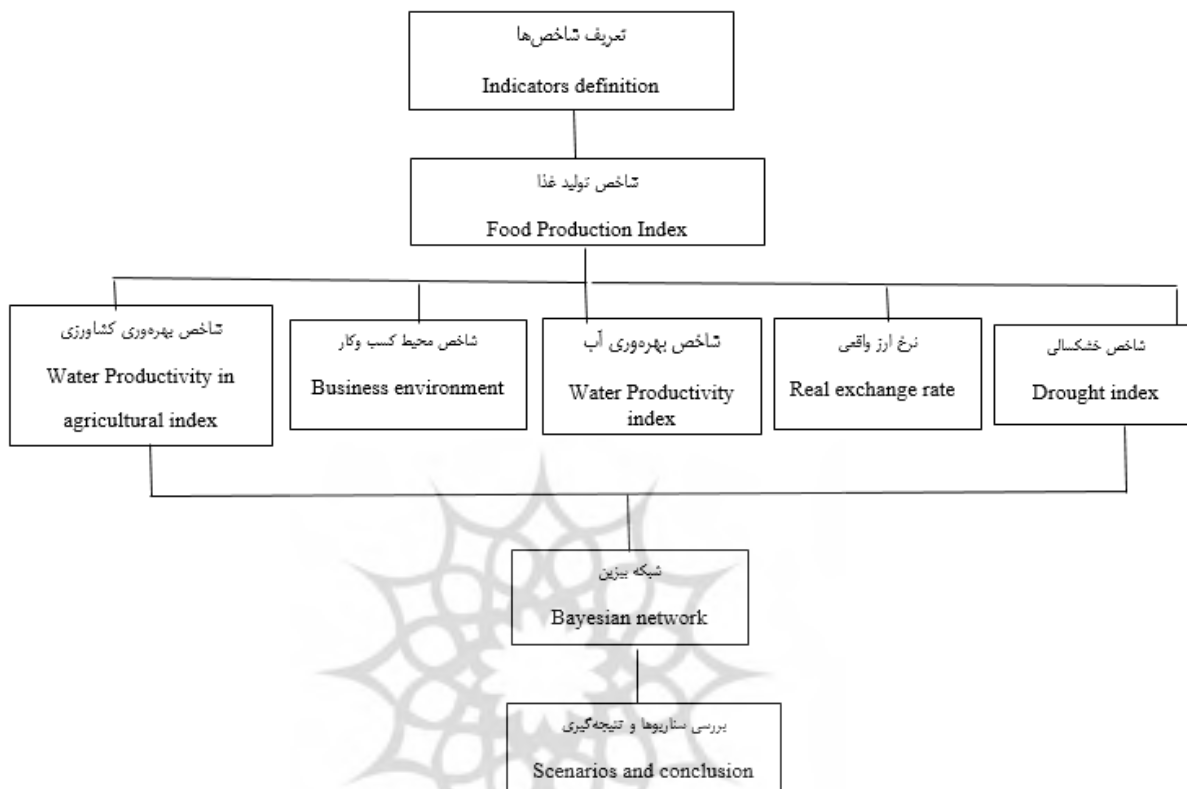 تعریف شاخص‌ها
Indicators definition
شاخص تولید غذا
Food Production Index
شاخص بهره‌وری کشاورزی
Water Productivity in
agricultural index
شاخص محیط کسب وکار
Business environment
شاخص بهره‌وری آب
Water Productivity
index
نرخ ارز واقعی
Real exchange rate
شاخص خشکسالی
Drought index
شبکه بیزین
Bayesian network
بررسی سناریوها و نتیجه‌گیری
Scenarios and conclusion